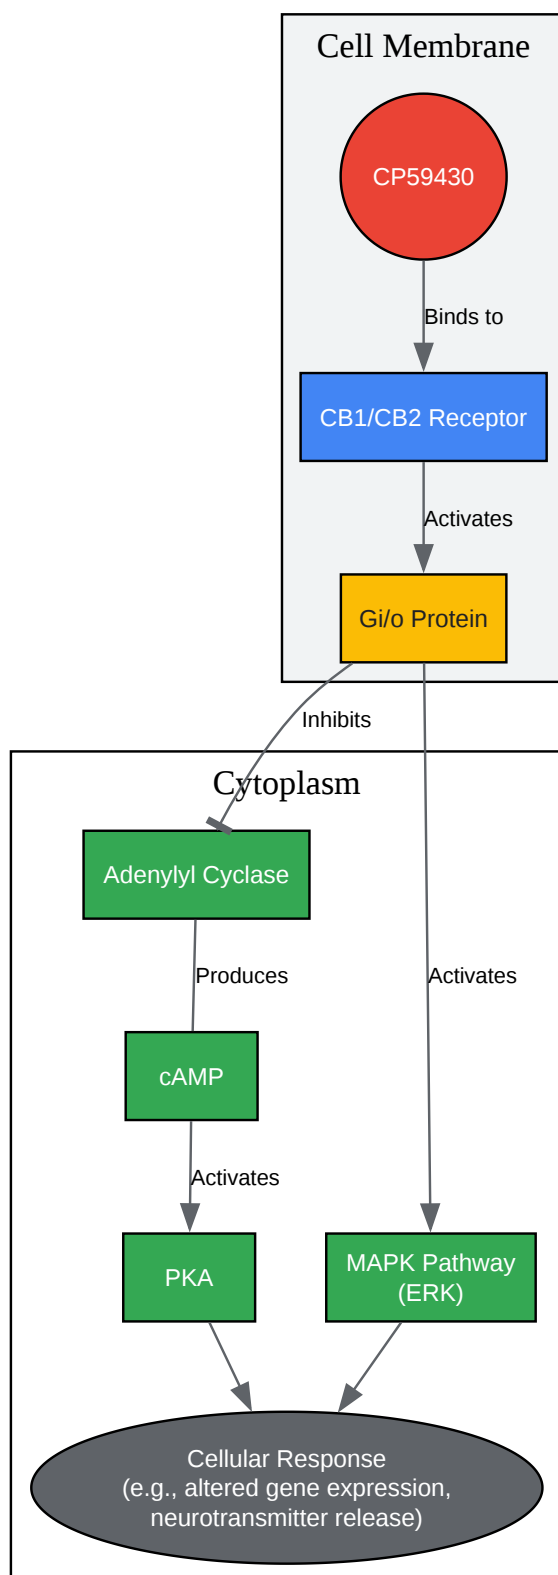 Cell Membrane
CP59430
Binds to
CB1/CB2 Receptor
Activates
Gi/o Protein
Inhibits
Cytoplasm
Adenylyl Cyclase
Produces
Activates
cAMP
Activates
PKA
MAPK Pathway
(ERK)
Cellular Response
(e.g., altered gene expression,
neurotransmitter release)